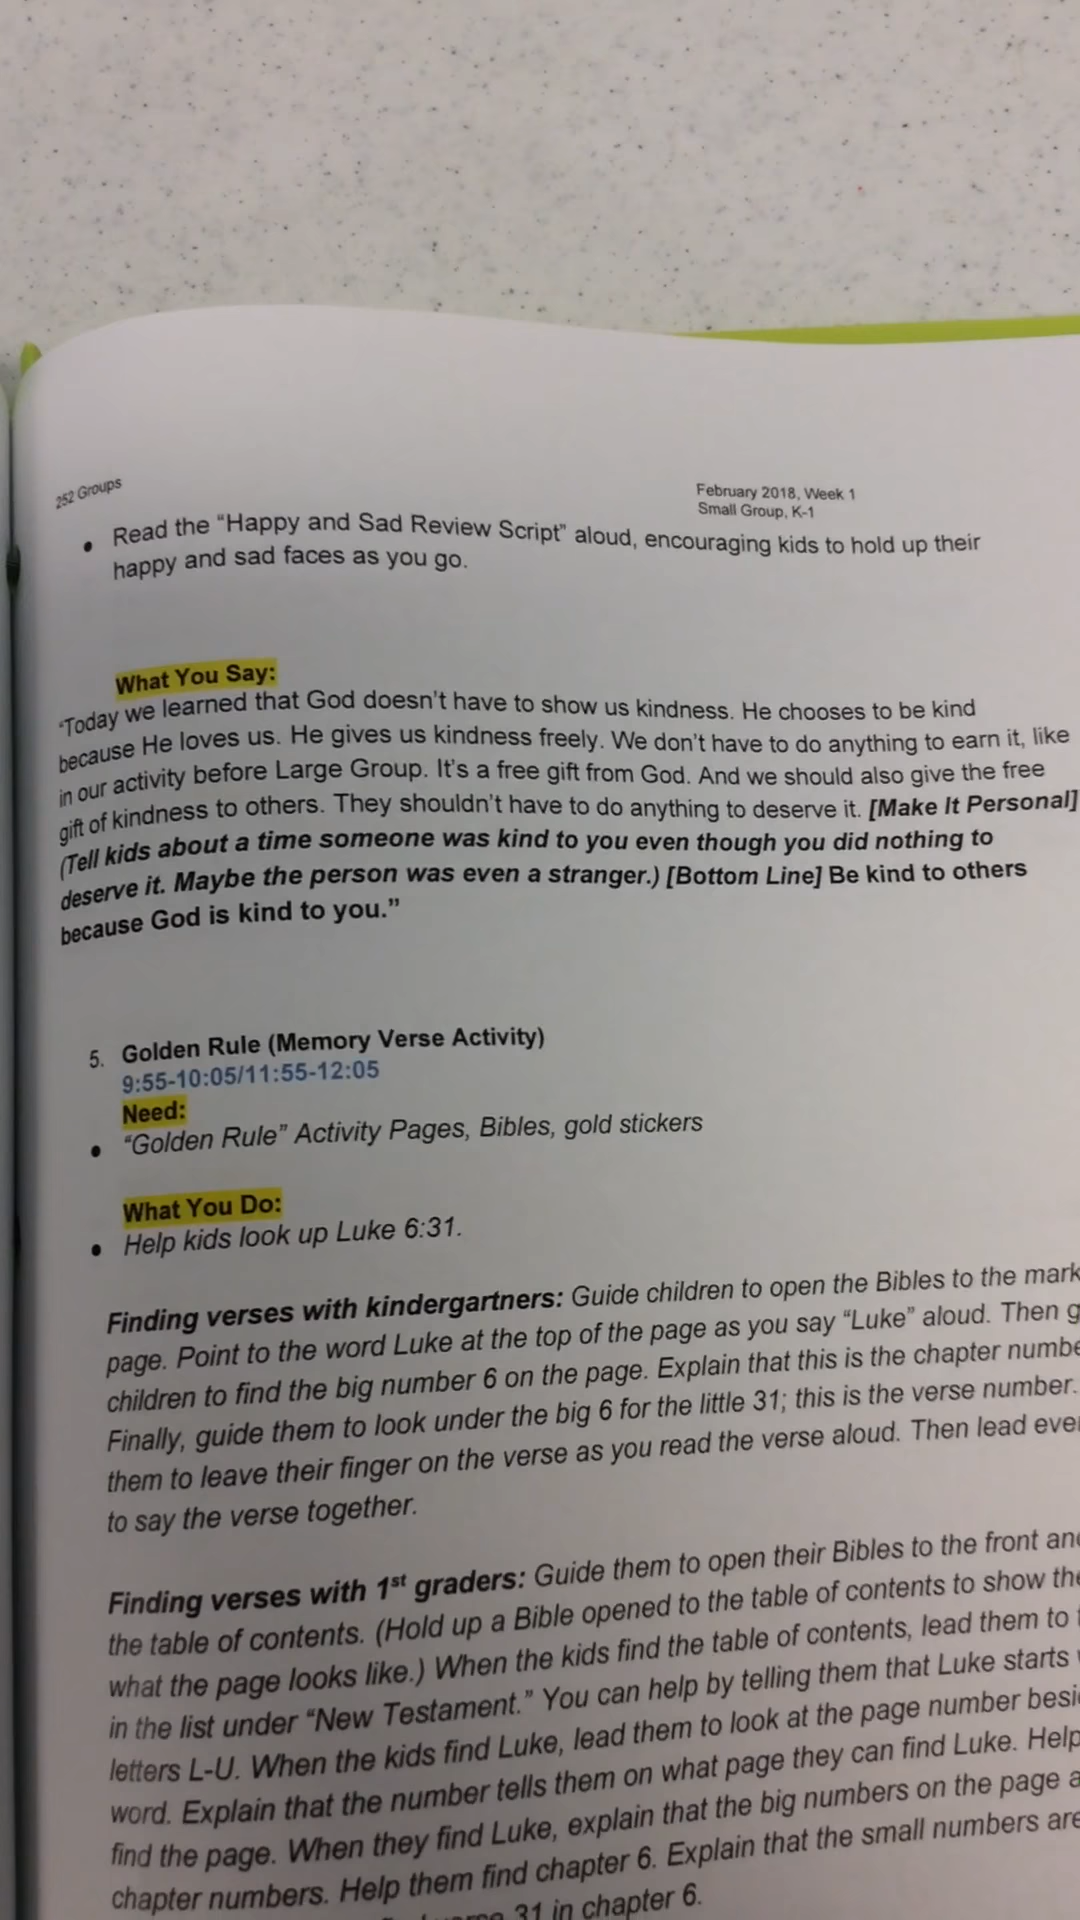 252 Groups
February 2018, Week 1
Small Group, K-1
• Read the “Happy and Sad Review Script” aloud, encouraging kids to hold up their
happy and sad faces as you go.
What You Say:
“Today we learned that God doesn’t have to show us kindness. He chooses to be kind
because He loves us. He gives us kindness freely. We don’t have to do anything to earn it, like
in our activity before Large Group. It’s a free gift from God. And we should also give the free
gift of kindness to others. They shouldn’t have to do anything to deserve it. [Make It Personal]
(Tell kids about a time someone was kind to you even though you did nothing to
deserve it. Maybe the person was even a stranger.) [Bottom Line] Be kind to others
because God is kind to you.”
5. Golden Rule (Memory Verse Activity)
9:55-10:05/11:55-12:05
Need:
• “Golden Rule” Activity Pages, Bibles, gold stickers
What You Do:
• Help kids look up Luke 6:31.
Finding verses with kindergartners: Guide children to open the Bibles to the mark
page. Point to the word Luke at the top of the page as you say “Luke” aloud. Then g
children to find the big number 6 on the page. Explain that this is the chapter numbe
Finally, guide them to look under the big 6 for the little 31; this is the verse number.
them to leave their finger on the verse as you read the verse aloud. Then lead eve
to say the verse together.
Finding verses with 1st graders: Guide them to open their Bibles to the front an
the table of contents. (Hold up a Bible opened to the table of contents to show the
what the page looks like.) When the kids find the table of contents, lead them to
in the list under “New Testament.” You can help by telling them that Luke starts
letters L-U. When the kids find Luke, lead them to look at the page number besi
word. Explain that the number tells them on what page they can find Luke. Help
find the page. When they find Luke, explain that the big numbers on the page a
chapter numbers. Help them find chapter 6. Explain that the small numbers are
31 in chapter 6.